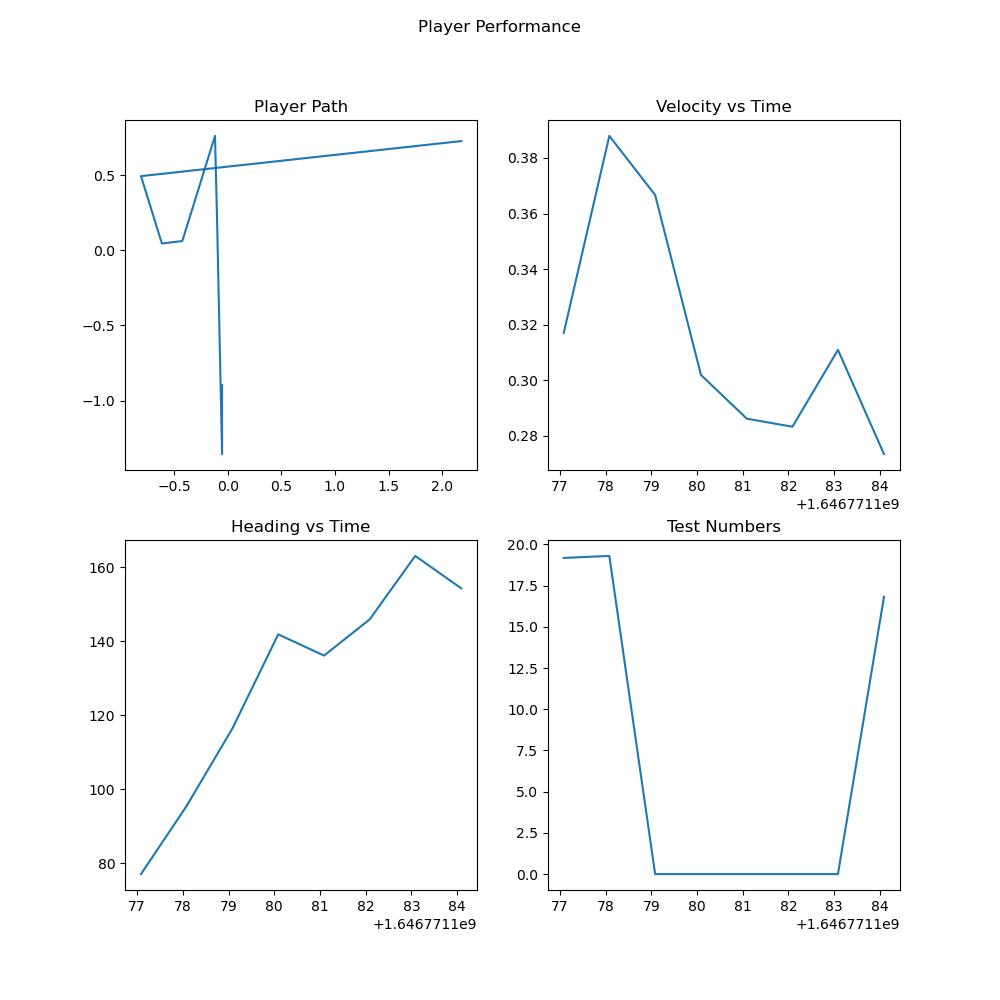 Player Performance
Player Path
0.5
0.0
−0.5
−1.0
−0.5 0.0 0.5 1.0 1.5 2.0
Velocity vs Time
0.38
0.36
0.34
0.32
0.30
0.28
77 78 79 80 81 82 83 84
+1.6467711e9
Heading vs Time
160
140
120
100
80
77 78 79 80 81 82 83 84
+1.6467711e9
Test Numbers
20.0
17.5
15.0
12.5
10.0
7.5
5.0
2.5
0.0
77 78 79 80 81 82 83 84
+1.6467711e9